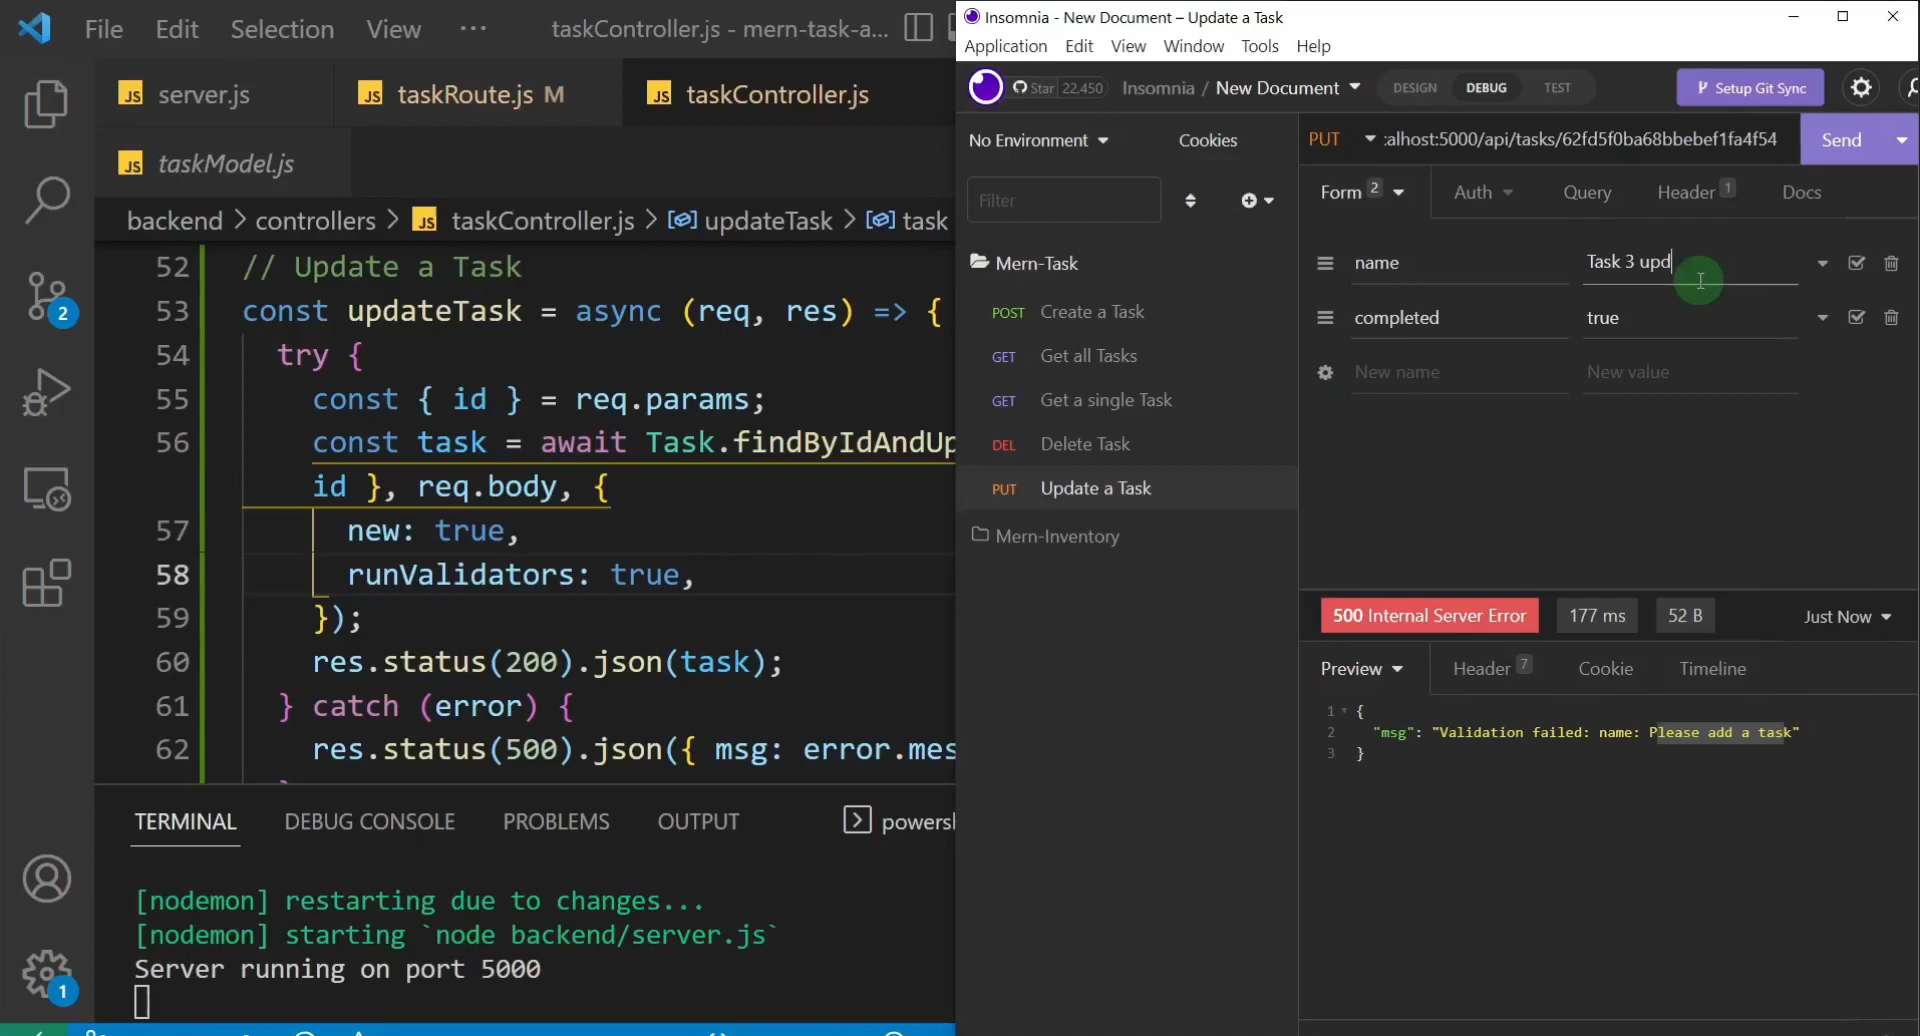 File Edit Selection View ··· taskController.js - mern-task-a...
JS server.js
JS taskRoute.js M
JS taskController.js
JS taskModel.js
backend > controllers > JS taskController.js > updateTask > task
52 // Update a Task
53 const updateTask = async (req, res) => {
54 try {
55 const { id } = req.params;
56 const task = await Task.findByIdAndUp
id }, req.body, {
57 new: true,
58 runValidators: true,
59 });
60 res.status(200).json(task);
61 } catch (error) {
62 res.status(500).json({ msg: error.mes
2
1
TERMINAL DEBUG CONSOLE PROBLEMS OUTPUT powersh
[nodemon] restarting due to changes...
[nodemon] starting `node backend/server.js`
Server running on port 5000
Insomnia - New Document – Update a Task
Application Edit View Window Tools Help
Star 22,450 Insomnia / New Document DESIGN DEBUG TEST Setup Git Sync
No Environment Cookies
Filter
Mern-Task
POST Create a Task
GET Get all Tasks
GET Get a single Task
DEL Delete Task
PUT Update a Task
Mern-Inventory
PUT :alhost:5000/api/tasks/62fd5f0ba68bbebef1fa4f54 Send
Form 2 Auth Query Header 1 Docs
name Task 3 upd
completed true
New name New value
500 Internal Server Error 177 ms 52 B Just Now
Preview Header 7 Cookie Timeline
1 {
2 "msg": "Validation failed: name: Please add a task"
3 }